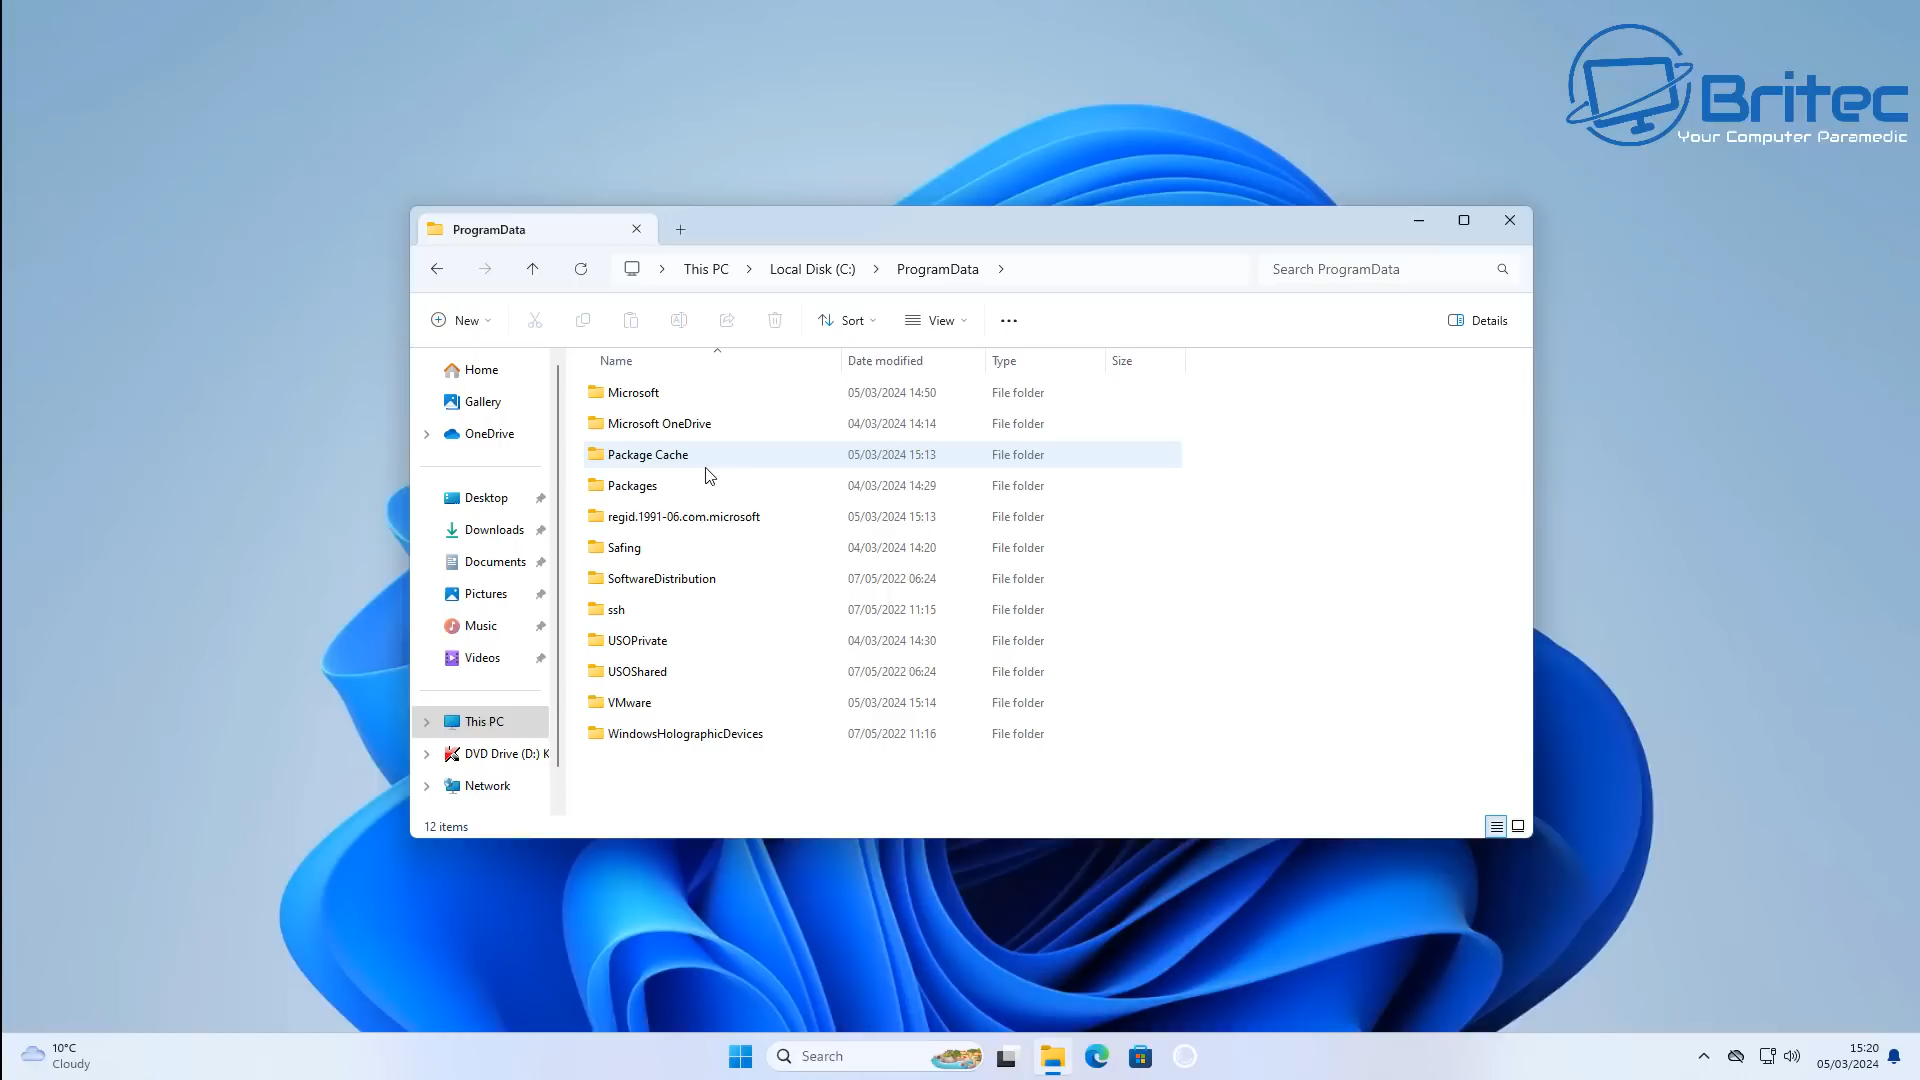 Britec
Your Computer Paramedic
ProgramData
This PC
Local Disk (C:)
ProgramData
Search ProgramData
New
Sort
View
Details
Home
Gallery
OneDrive
Desktop
Downloads
Documents
Pictures
Music
Videos
This PC
DVD Drive (D:) K
Network
Name Date modified Type Size
Microsoft 05/03/2024 14:50 File folder
Microsoft OneDrive 04/03/2024 14:14 File folder
Package Cache 05/03/2024 15:13 File folder
Packages 04/03/2024 14:29 File folder
regid.1991-06.com.microsoft 05/03/2024 15:13 File folder
Safing 04/03/2024 14:20 File folder
SoftwareDistribution 07/05/2022 06:24 File folder
ssh 07/05/2022 11:15 File folder
USOPrivate 04/03/2024 14:30 File folder
USOShared 07/05/2022 06:24 File folder
VMware 05/03/2024 15:14 File folder
WindowsHolographicDevices 07/05/2022 11:16 File folder
12 items
10°C
Cloudy
Search
15:20
05/03/2024